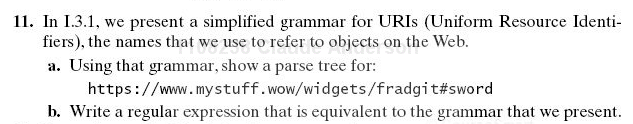 11. In I.3.1, we present a simplified grammar for URIs (Uniform Resource Identi-
fiers), the names that we use to refer to objects on the Web.
a. Using that grammar, show a parse tree for:
https://www.mystuff.wow/widgets/fradgit#sword
b. Write a regular expression that is equivalent to the grammar that we present.